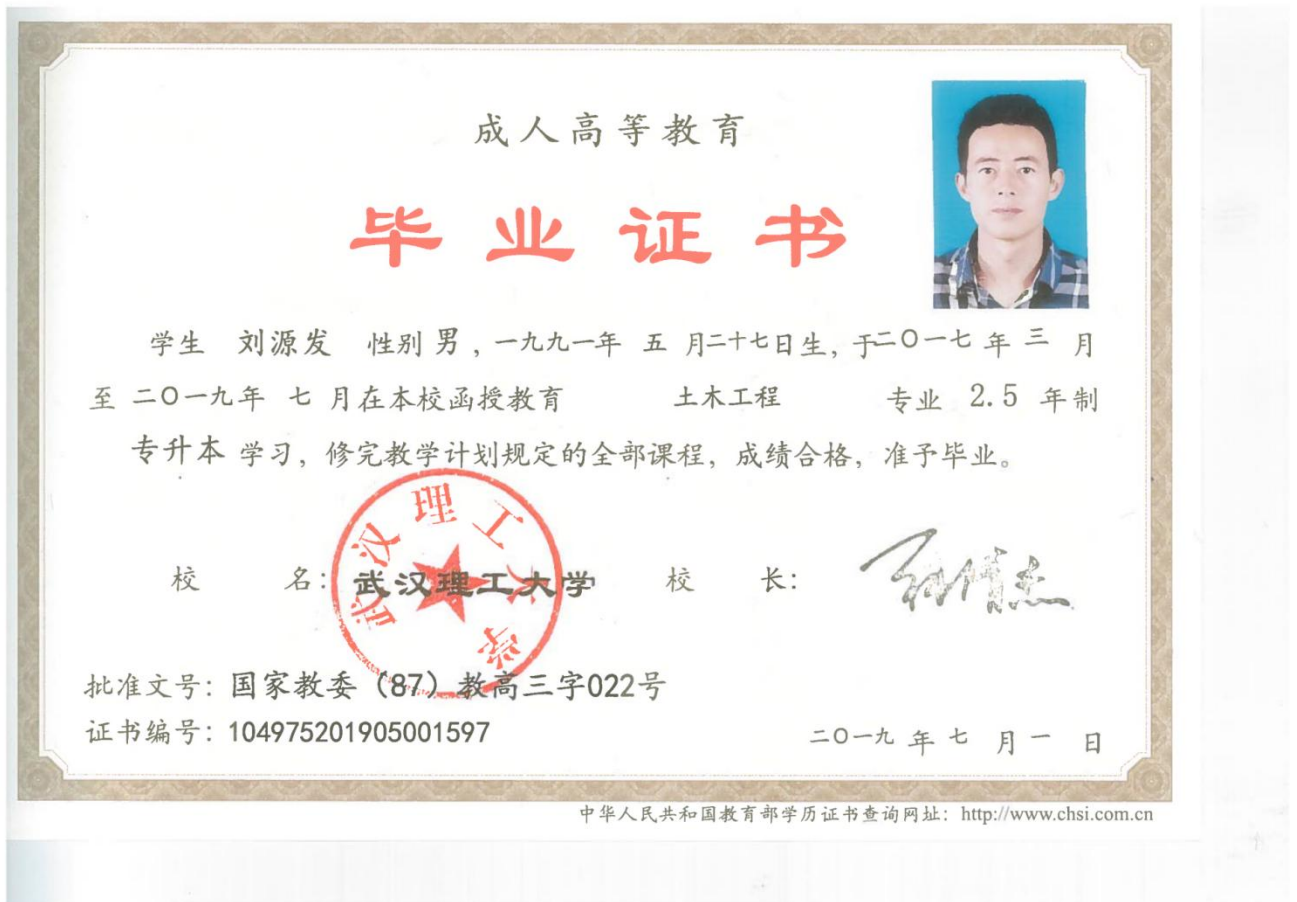 成人高等教育
毕业证书
学生 刘源发 性别 男，一九九一年 五 月二十七日生，于二〇一七 年 三 月
至 二〇一九年 七 月在本校函授教育 土木工程 专业 2.5 年制
专升本 学习，修完教学计划规定的全部课程，成绩合格，准予毕业。
武汉理工大学
校 名：武汉理工大学 校 长：
批准文号：国家教委（87）教高三字022号
证书编号：104975201905001597
二〇一九 年 七 月 一 日
中华人民共和国教育部学历证书查询网址：http://www.chsi.com.cn